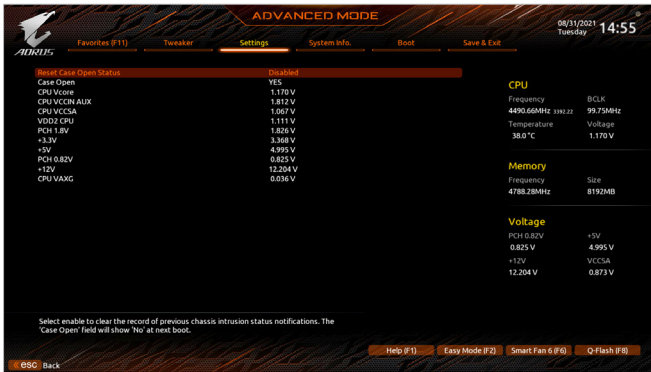 ADVANCED MODE
08/31/2021 14:55
Tuesday
AORUS
Favorites (F11) Tweaker Settings System Info. Boot Save & Exit
Reset Case Open Status Disabled
Case Open YES
CPU Vcore 1.170 V
CPU VCCIN AUX 1.812 V
CPU VCCSA 1.067 V
VDD2 CPU 1.111 V
PCH 1.8V 1.826 V
+3.3V 3.368 V
+5V 4.995 V
PCH 0.82V 0.825 V
+12V 12.204 V
CPU VAXG 0.036 V
CPU
Frequency BCLK
4490.66MHz 3392.22 99.75MHz
Temperature Voltage
38.0 °C 1.170 V
Memory
Frequency Size
4788.28MHz 8192MB
Voltage
PCH 0.82V +5V
0.825 V 4.995 V
+12V VCCSA
12.204 V 0.873 V
Select enable to clear the record of previous chassis intrusion status notifications. The
'Case Open' field will show 'No' at next boot.
Help (F1) Easy Mode (F2) Smart Fan 6 (F6) Q-Flash (F8)
esc Back